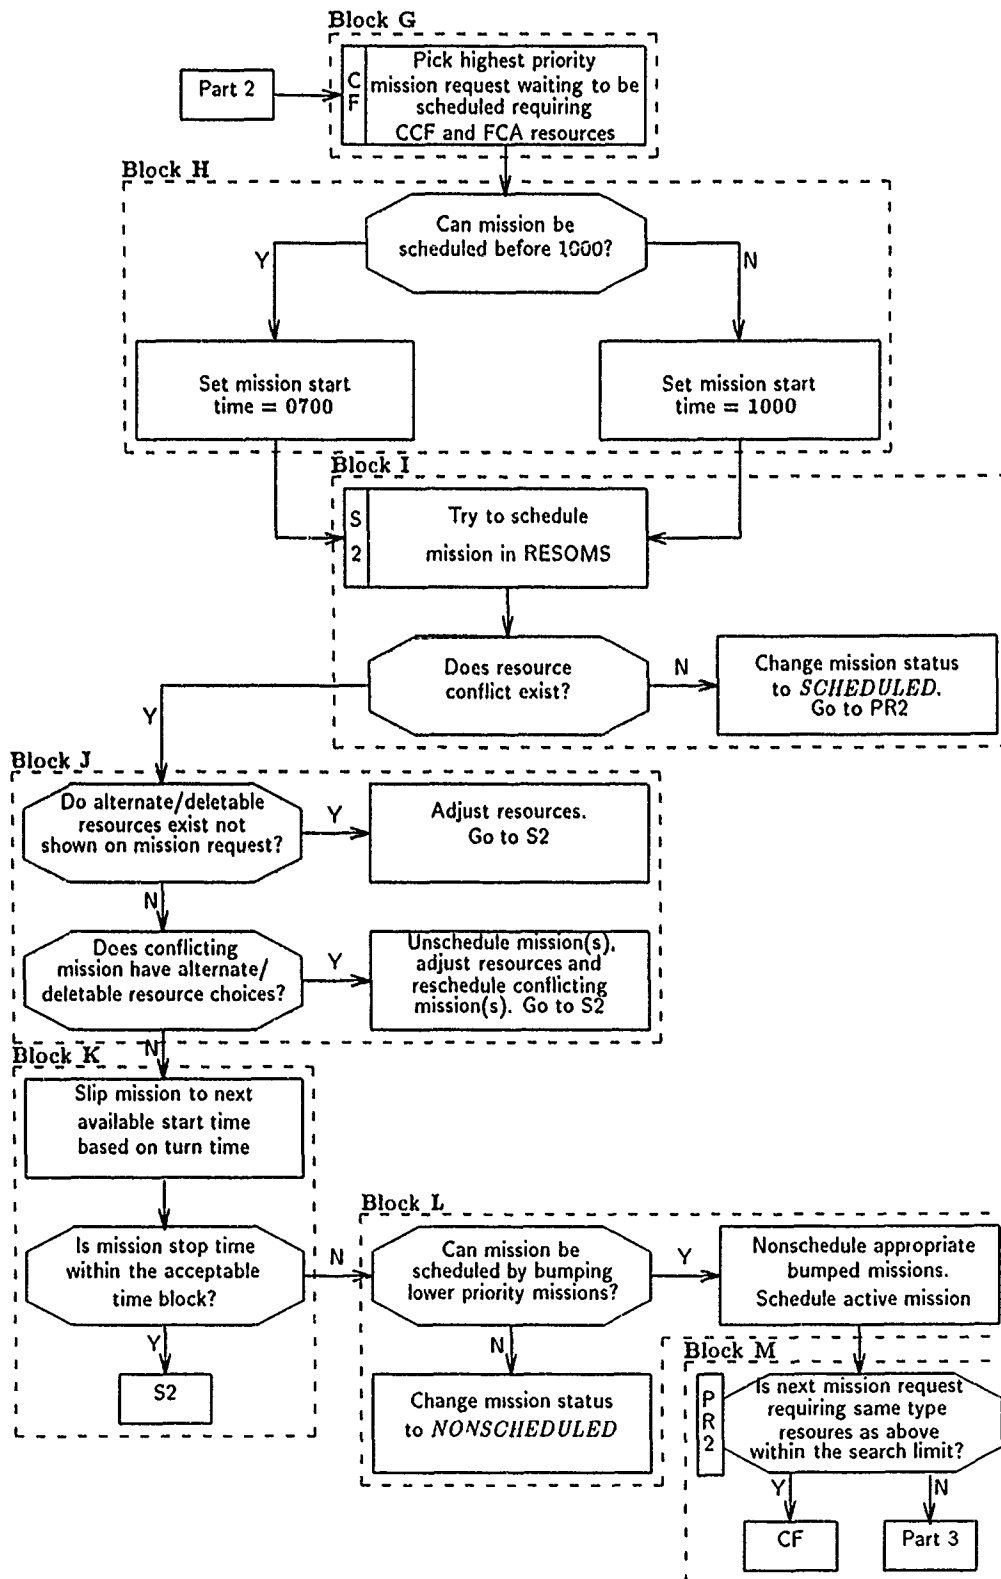 Block G
Part 2
C
F
Pick highest priority
mission request waiting to be
scheduled requiring
CCF and FCA resources
Block H
Can mission be
scheduled before 1000?
Y
N
Set mission start
time = 0700
Set mission start
time = 1000
Block I
S
2
Try to schedule
mission in RESOMS
Does resource
conflict exist?
N
Change mission status
to SCHEDULED.
Go to PR2
Y
Block J
Do alternate/deletable
resources exist not
shown on mission request?
Y
Adjust resources.
Go to S2
N
Does conflicting
mission have alternate/
deletable resource choices?
Y
Unschedule mission(s),
adjust resources and
reschedule conflicting
mission(s). Go to S2
N
Block K
Slip mission to next
available start time
based on turn time
Is mission stop time
within the acceptable
time block?
N
Y
S2
Block L
Can mission be
scheduled by bumping
lower priority missions?
Y
Nonschedule appropriate
bumped missions.
Schedule active mission
N
Change mission status
to NONSCHEDULED
Block M
P
R
2
Is next mission request
requiring same type
resoures as above
within the search limit?
Y
N
CF
Part 3